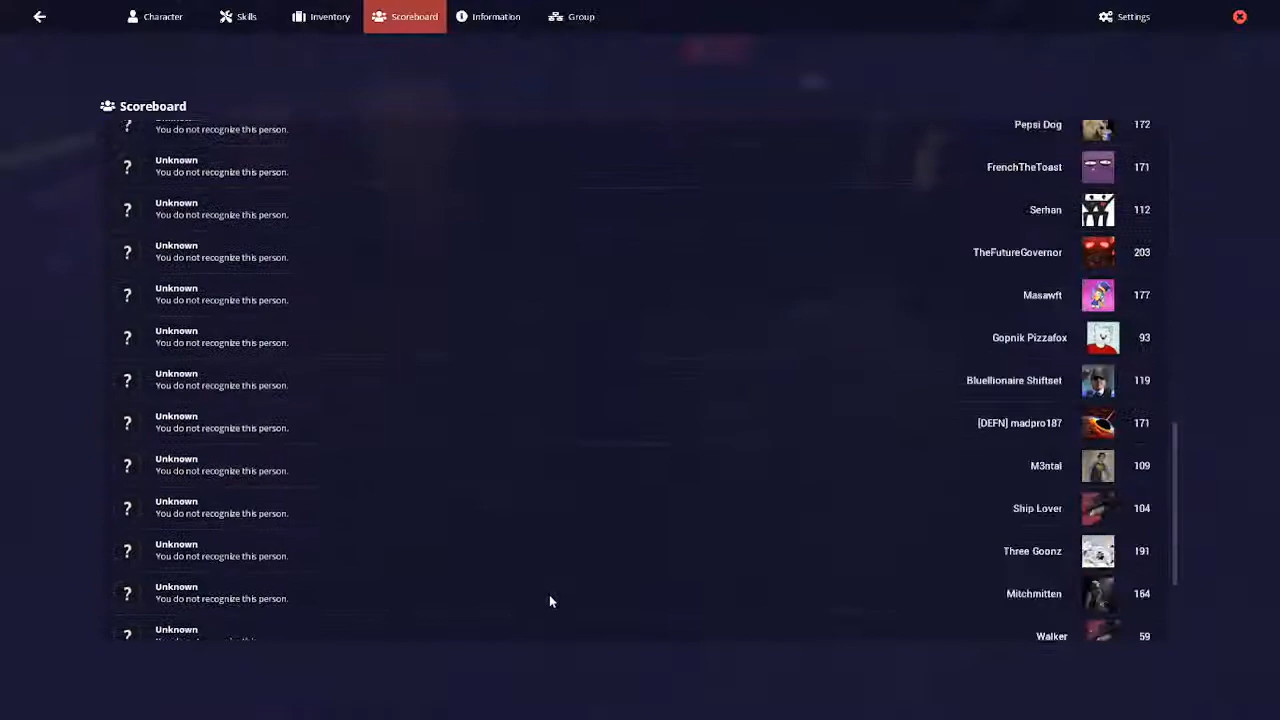 Character Skills Inventory Scoreboard Information Group Settings
Scoreboard
You do not recognize this person. Pepsi Dog 172
Unknown
You do not recognize this person. FrenchTheToast 171
Unknown
You do not recognize this person. Serhan 112
Unknown
You do not recognize this person. TheFutureGovernor 203
Unknown
You do not recognize this person. Masawft 177
Unknown
You do not recognize this person. Gopnik Pizzafox 93
Unknown
You do not recognize this person. Bluellionaire Shiftset 119
Unknown
You do not recognize this person. [DEFN] madpro187 171
Unknown
You do not recognize this person. M3ntal 109
Unknown
You do not recognize this person. Ship Lover 104
Unknown
You do not recognize this person. Three Goonz 191
Unknown
You do not recognize this person. Mitchmitten 164
Unknown
Walker 59